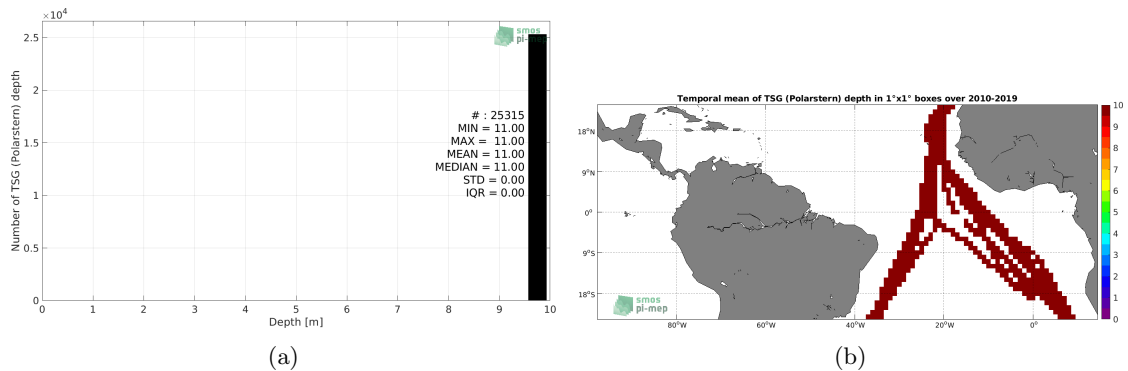 ×10⁴
2.5
2
1.5
1
0.5
0
Number of TSG (Polarstern) depth
smos
pi-mep
# : 25315
MIN = 11.00
MAX = 11.00
MEAN = 11.00
MEDIAN = 11.00
STD = 0.00
IQR = 0.00
0 1 2 3 4 5 6 7 8 9 10
Depth [m]
(a)
Temporal mean of TSG (Polarstern) depth in 1°x1° boxes over 2010-2019
18°N
9°N
0°
9°S
18°S
smos
pi-mep
80°W 60°W 40°W 20°W 0°
10
9
8
7
6
5
4
3
2
1
0
(b)